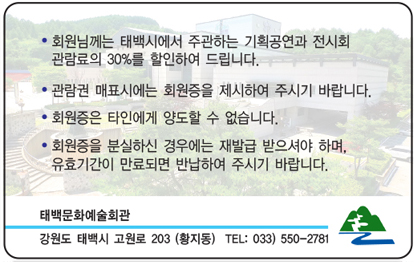 • 회원님께는 태백시에서 주관하는 기획공연과 전시회
관람료의 30%를 할인하여 드립니다.
• 관람권 매표시에는 회원증을 제시하여 주시기 바랍니다.
• 회원증은 타인에게 양도할 수 없습니다.
• 회원증을 분실하신 경우에는 재발급 받으셔야 하며,
유효기간이 만료되면 반납하여 주시기 바랍니다.
태백문화예술회관
강원도 태백시 고원로 203 (황지동) TEL: 033) 550-2781